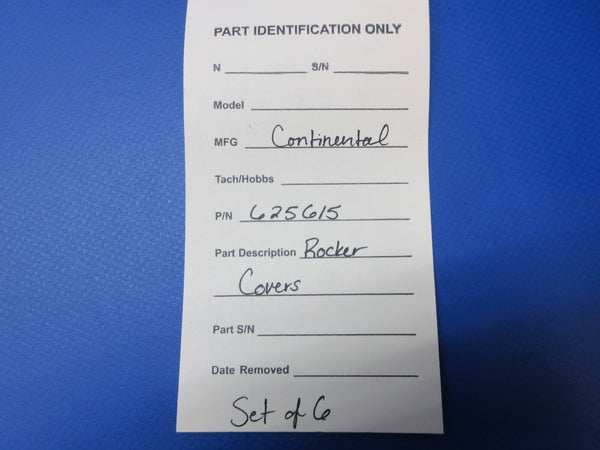 PART IDENTIFICATION ONLY
N S/N
Model
MFG Continental
Tach/Hobbs
P/N 625615
Part Description Rocker
Covers
Part S/N
Date Removed
Set of 6